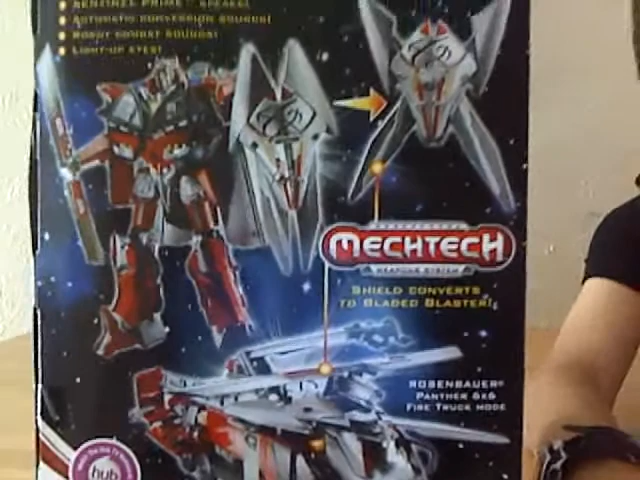 SENTINEL PRIME™ SPEAKS!
AUTOMATIC CONVERSION SOUNDS!
ROBOT COMBAT SOUNDS!
LIGHT-UP EYES!
MECHTECH
WEAPONS SYSTEM
SHIELD CONVERTS
TO BLADED BLASTER!
ROSENBAUER®
PANTHER 6x6
FIRE TRUCK MODE
hub